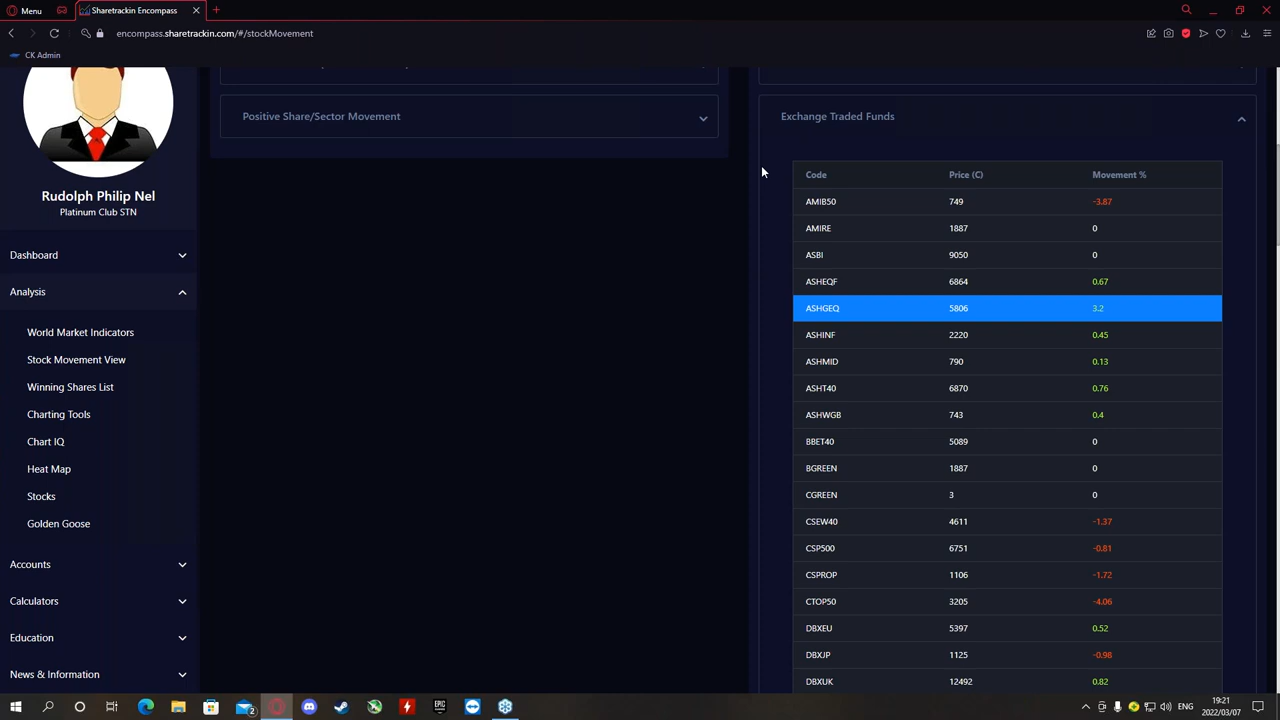 Menu
Sharetrackin Encompass
encompass.sharetrackin.com/#/stockMovement
CK Admin
Rudolph Philip Nel
Platinum Club STN
Dashboard
Analysis
World Market Indicators
Stock Movement View
Winning Shares List
Charting Tools
Chart IQ
Heat Map
Stocks
Golden Goose
Accounts
Calculators
Education
News & Information
Positive Share/Sector Movement
Exchange Traded Funds
Code Price (C) Movement %
AMIB50 749 -3.87
AMIRE 1887 0
ASBI 9050 0
ASHEQF 6864 0.67
ASHGEQ 5806 3.2
ASHINF 2220 0.45
ASHMID 790 0.13
ASHT40 6870 0.76
ASHWGB 743 0.4
BBET40 5089 0
BGREEN 1887 0
CGREEN 3 0
CSEW40 4611 -1.37
CSP500 6751 -0.81
CSPROP 1106 -1.72
CTOP50 3205 -4.06
DBXEU 5397 0.52
DBXJP 1125 -0.98
DBXUK 12492 0.82
2
EPIC
ENG
19:21
2022/03/07